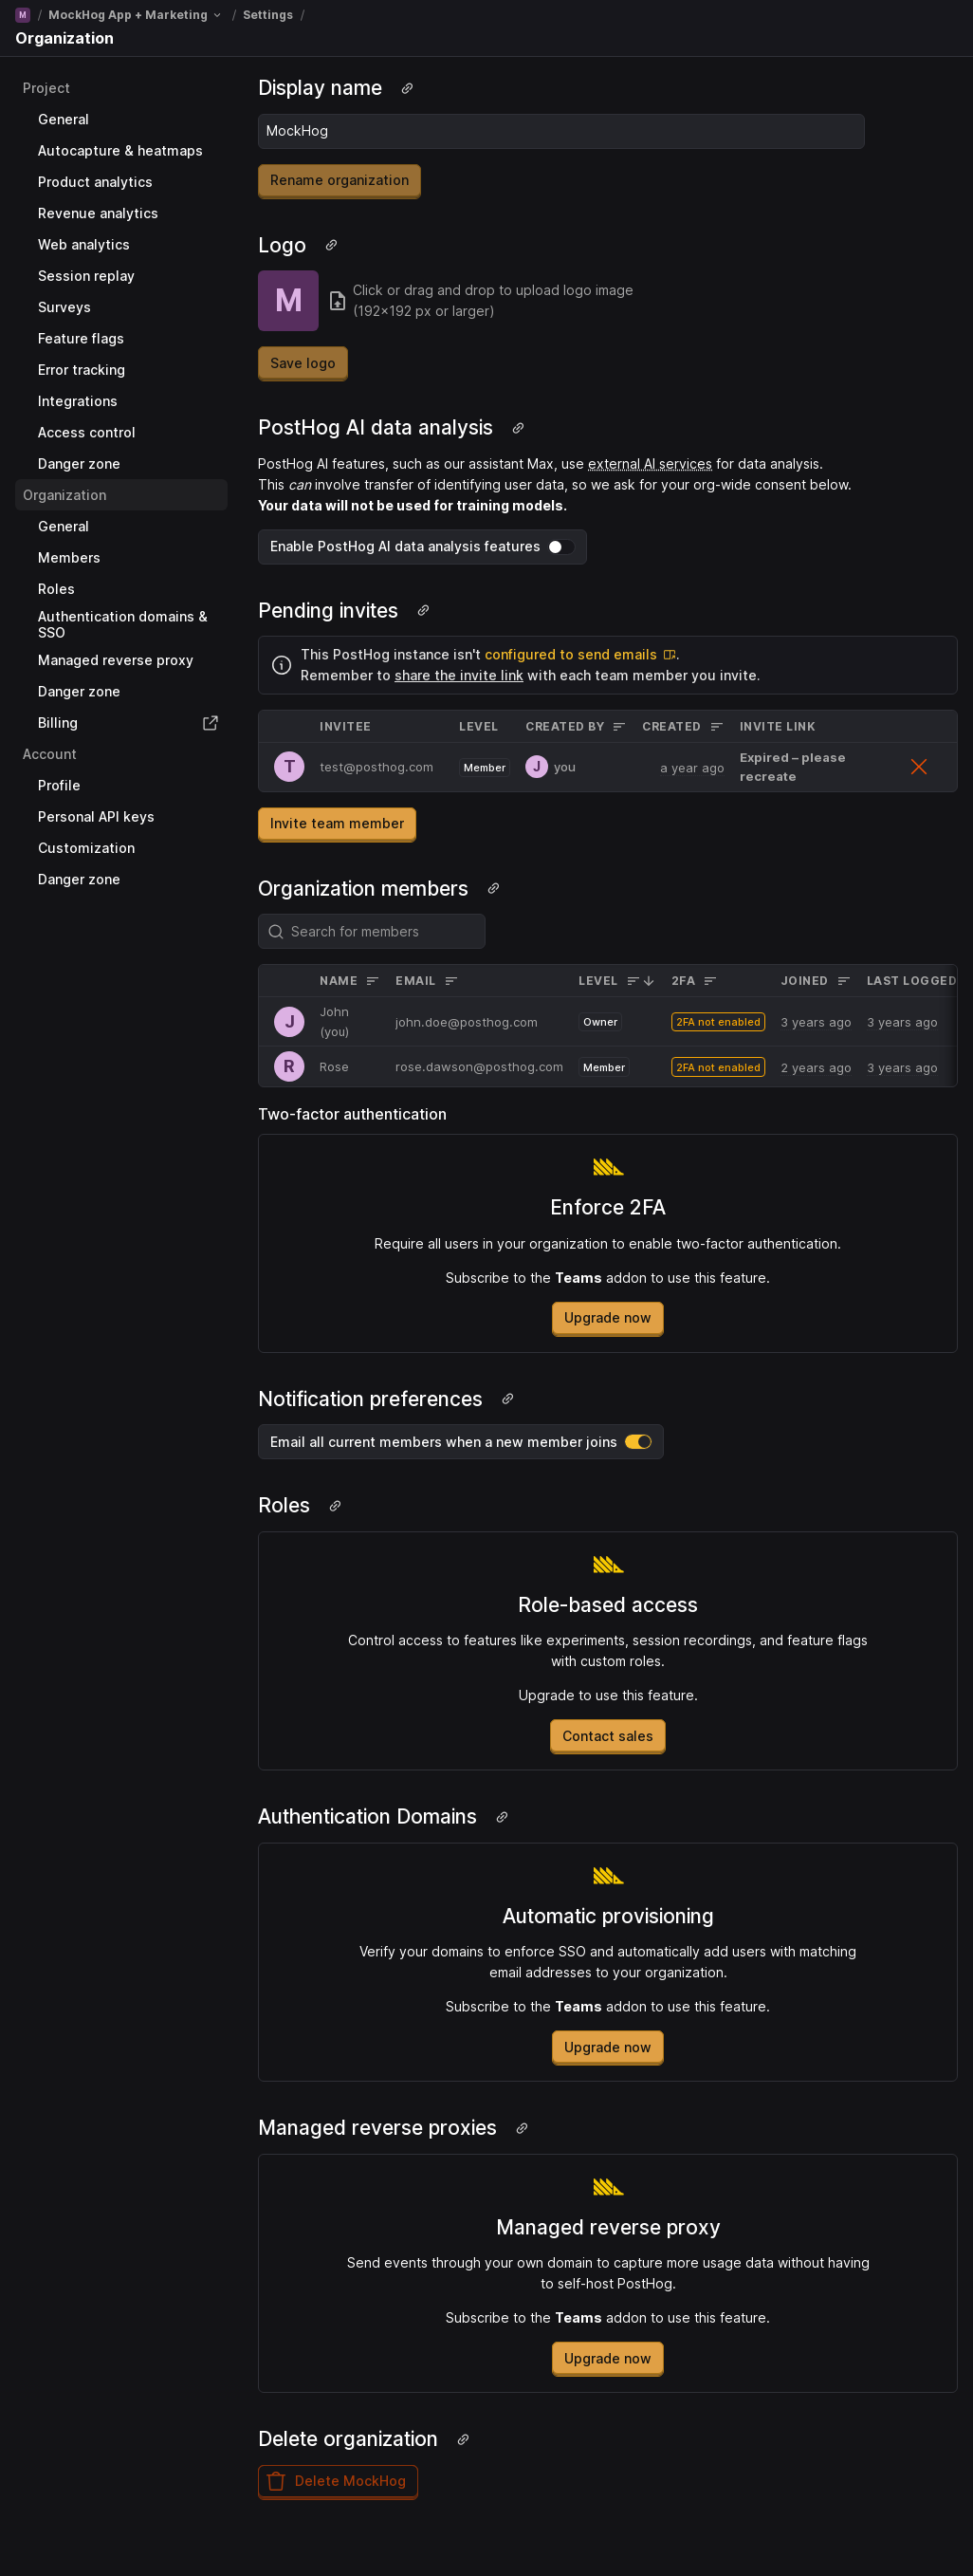 M / MockHog App + Marketing / Settings /
Organization
Project
General
Autocapture & heatmaps
Product analytics
Revenue analytics
Web analytics
Session replay
Surveys
Feature flags
Error tracking
Integrations
Access control
Danger zone
Organization
General
Members
Roles
Authentication domains &
SSO
Managed reverse proxy
Danger zone
Billing
Account
Profile
Personal API keys
Customization
Danger zone
Display name
MockHog
Rename organization
Logo
M
Click or drag and drop to upload logo image
(192x192 px or larger)
Save logo
PostHog AI data analysis
PostHog AI features, such as our assistant Max, use external AI services for data analysis.
This can involve transfer of identifying user data, so we ask for your org-wide consent below.
Your data will not be used for training models.
Enable PostHog AI data analysis features
Pending invites
This PostHog instance isn't configured to send emails.
Remember to share the invite link with each team member you invite.
INVITEE LEVEL CREATED BY CREATED INVITE LINK
T test@posthog.com Member J you a year ago Expired – please
recreate
Invite team member
Organization members
Search for members
NAME EMAIL LEVEL 2FA JOINED LAST LOGGED
J John
(you) john.doe@posthog.com Owner 2FA not enabled 3 years ago 3 years ago
R Rose rose.dawson@posthog.com Member 2FA not enabled 2 years ago 3 years ago
Two-factor authentication
Enforce 2FA
Require all users in your organization to enable two-factor authentication.
Subscribe to the Teams addon to use this feature.
Upgrade now
Notification preferences
Email all current members when a new member joins
Roles
Role-based access
Control access to features like experiments, session recordings, and feature flags
with custom roles.
Upgrade to use this feature.
Contact sales
Authentication Domains
Automatic provisioning
Verify your domains to enforce SSO and automatically add users with matching
email addresses to your organization.
Subscribe to the Teams addon to use this feature.
Upgrade now
Managed reverse proxies
Managed reverse proxy
Send events through your own domain to capture more usage data without having
to self-host PostHog.
Subscribe to the Teams addon to use this feature.
Upgrade now
Delete organization
Delete MockHog